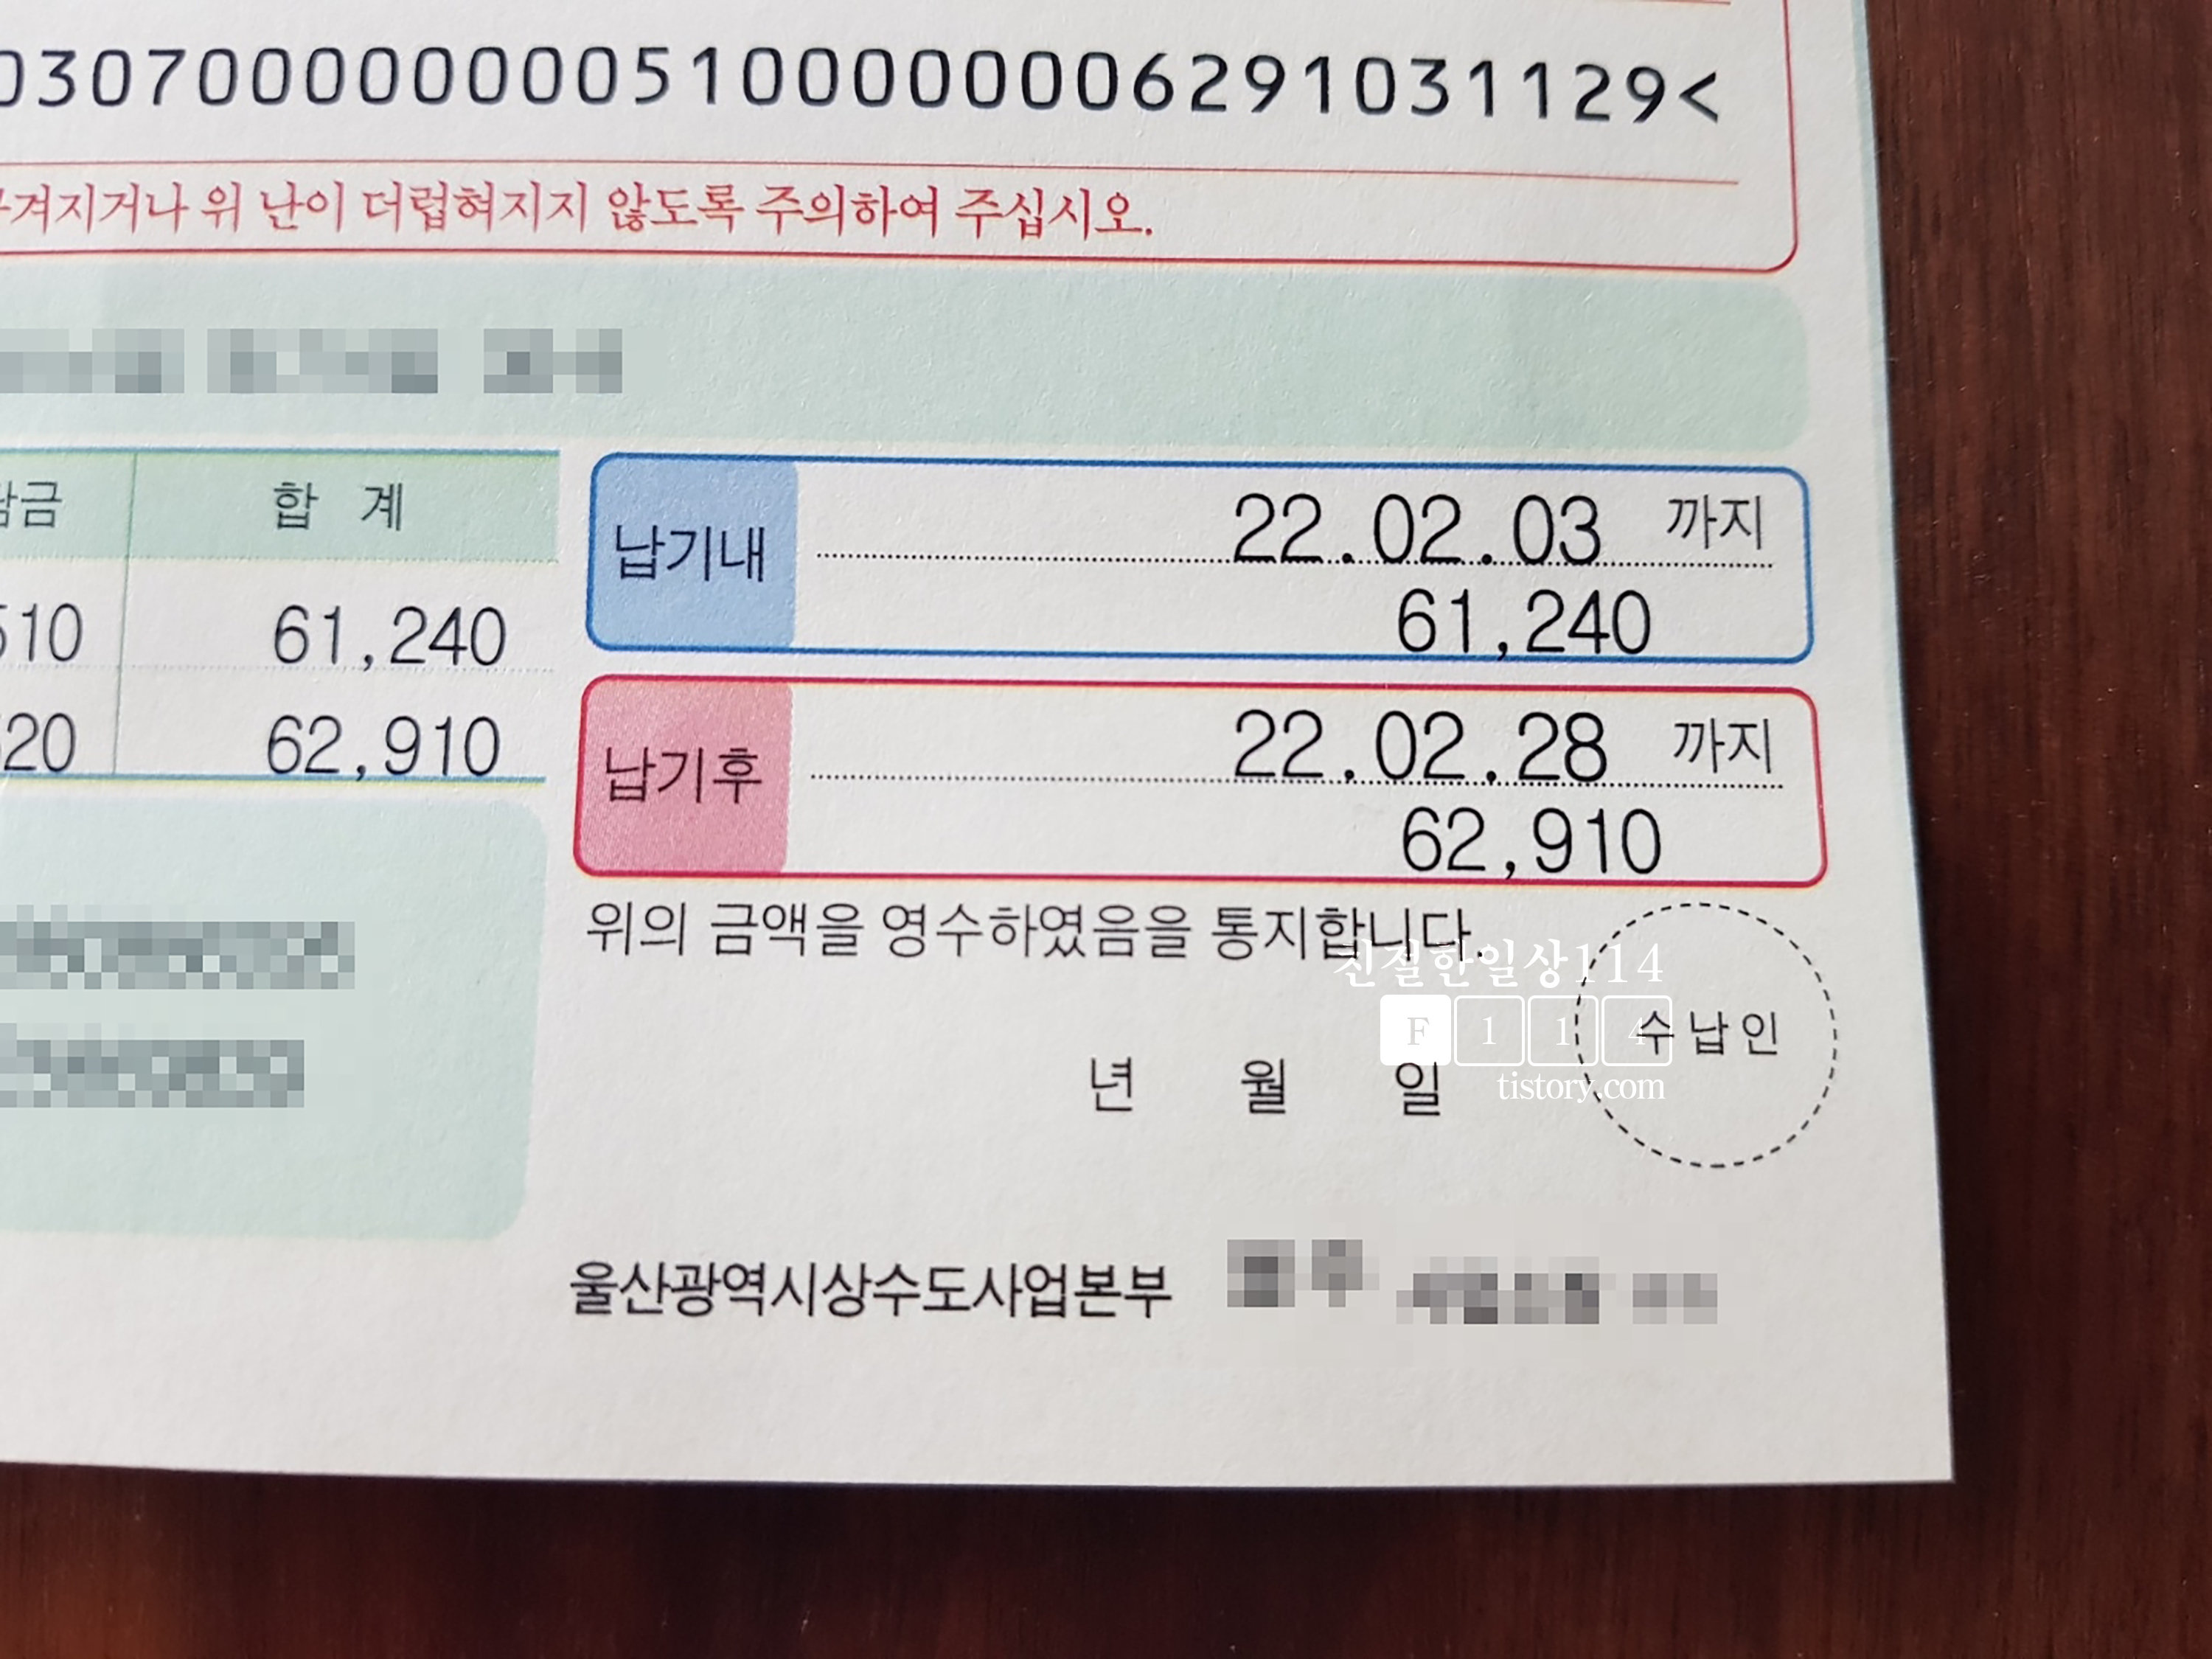 030700000000051000000062910311​29<
겨지거나 위 난이 더럽혀지지 않도록 주의하여 주십시오.
담금 합 계
510 61,240
520 62,910
납기내 22.02.03 까지
61,240
납기후 22.02.28 까지
62,910
위의 금액을 영수하였음을 통지합니다.
친절한일상114
F 1 1 4
수납인
년 월 일
tistory.com
울산광역시상수도사업본부